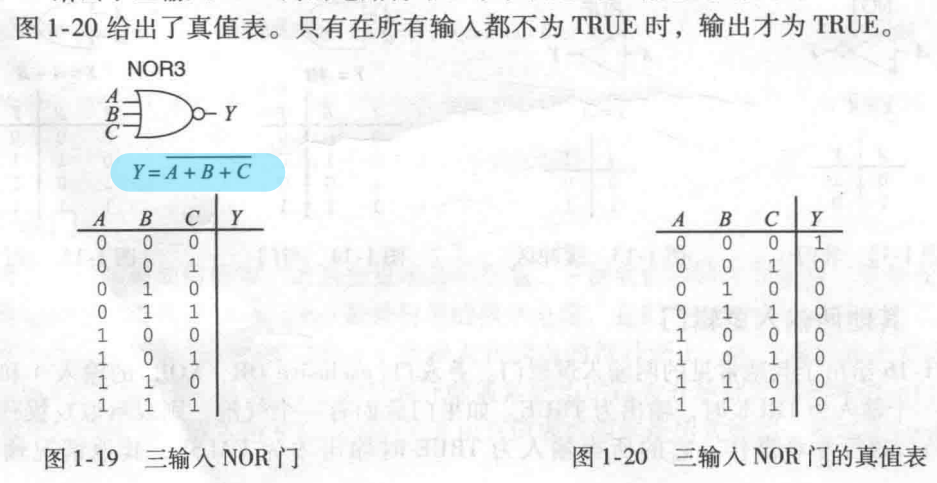 图 1-20 给出了真值表。只有在所有输入都不为 TRUE 时，输出才为 TRUE。
NOR3
A
B
C
Y
Y = \overline{A + B + C}
A B C Y
0 0 0
0 0 1
0 1 0
0 1 1
1 0 0
1 0 1
1 1 0
1 1 1
图 1-19 三输入 NOR 门
A B C Y
0 0 0 1
0 0 1 0
0 1 0 0
0 1 1 0
1 0 0 0
1 0 1 0
1 1 0 0
1 1 1 0
图 1-20 三输入 NOR 门的真值表